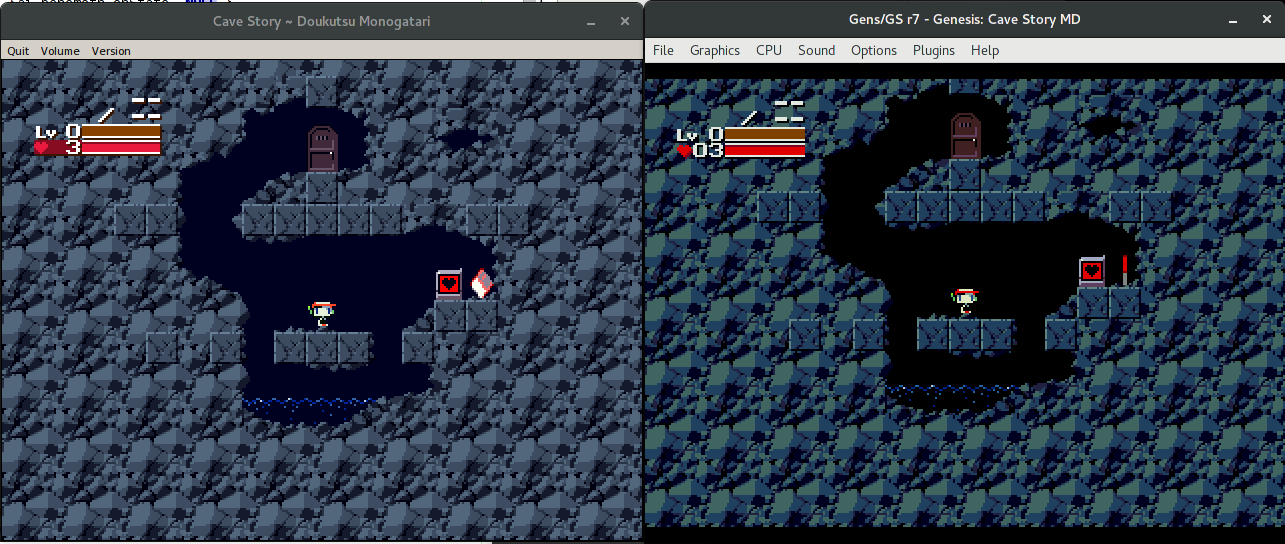 Cave Story ~ Doukutsu Monogatari
Quit Volume Version
Lv 0
3
Gens/GS r7 - Genesis: Cave Story MD
File Graphics CPU Sound Options Plugins Help
Lv 0
03